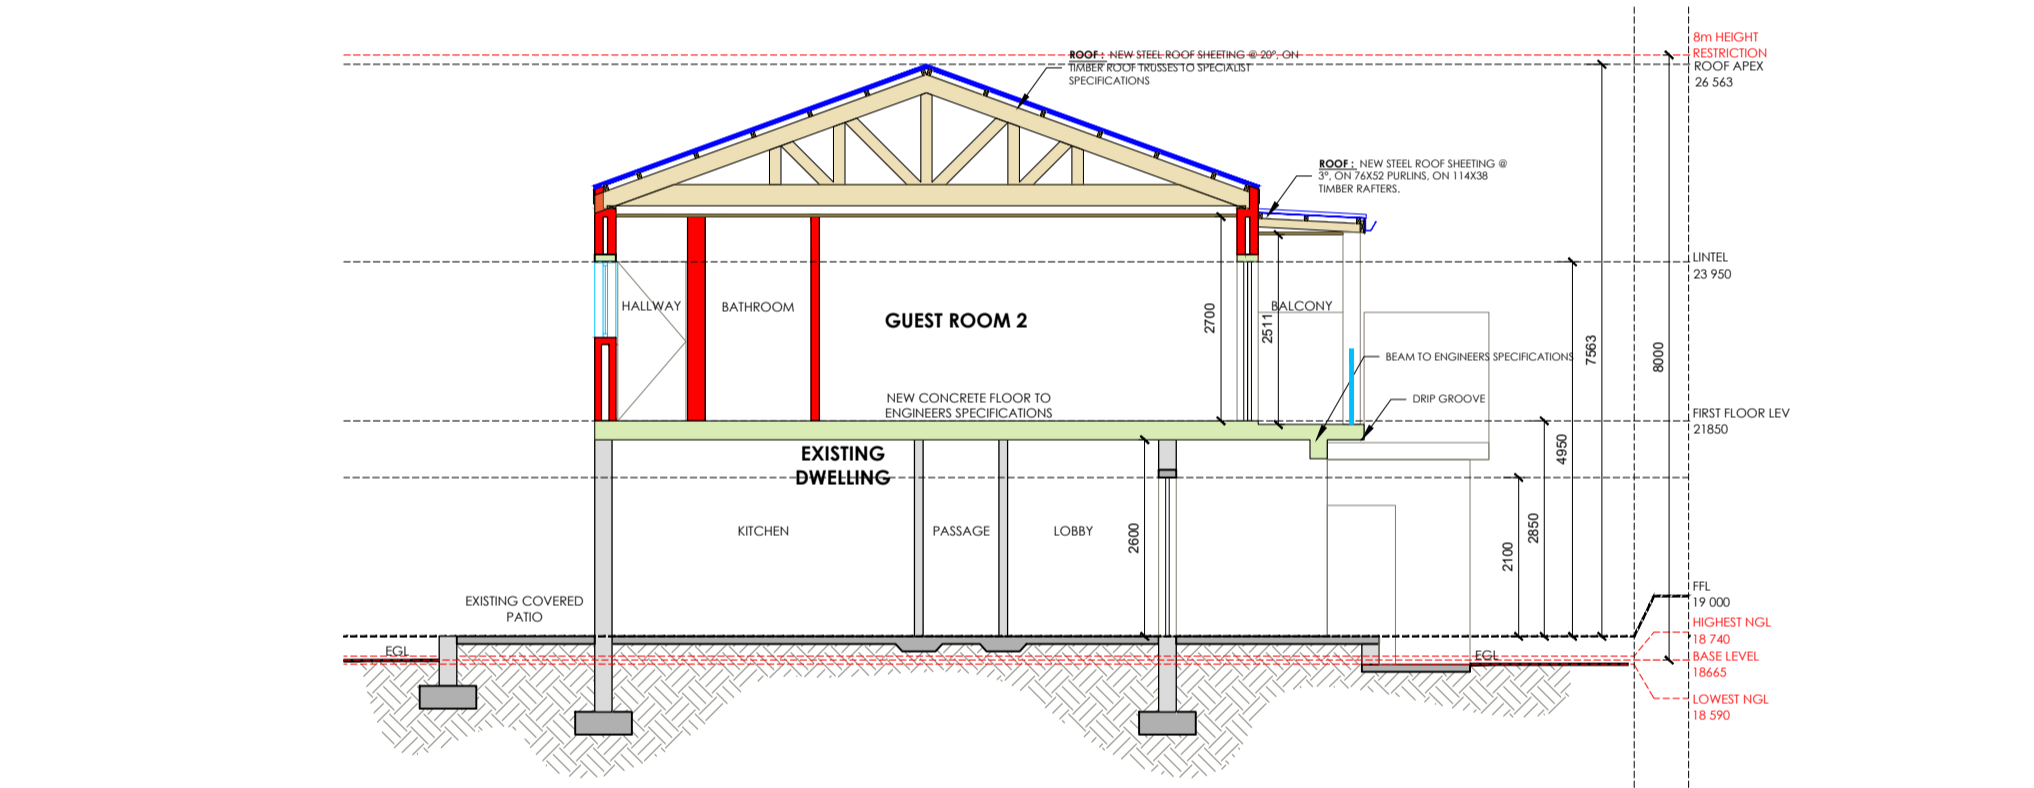 8m HEIGHT
RESTRICTION
ROOF APEX
26 563
ROOF : NEW STEEL ROOF SHEETING @ 20°, ON
TIMBER ROOF TRUSSES TO SPECIALIST
SPECIFICATIONS
ROOF : NEW STEEL ROOF SHEETING @
3°, ON 76X52 PURLINS, ON 114X38
TIMBER RAFTERS.
LINTEL
23 950
HALLWAY
BATHROOM
GUEST ROOM 2
2700
2511
BALCONY
7563
8000
BEAM TO ENGINEERS SPECIFICATIONS
NEW CONCRETE FLOOR TO
ENGINEERS SPECIFICATIONS
DRIP GROOVE
FIRST FLOOR LEV
21850
EXISTING
DWELLING
4950
KITCHEN
PASSAGE
LOBBY
2600
2100
2850
EXISTING COVERED
PATIO
FFL
19 000
HIGHEST NGL
18 740
EGL
EGL
BASE LEVEL
18665
LOWEST NGL
18 590